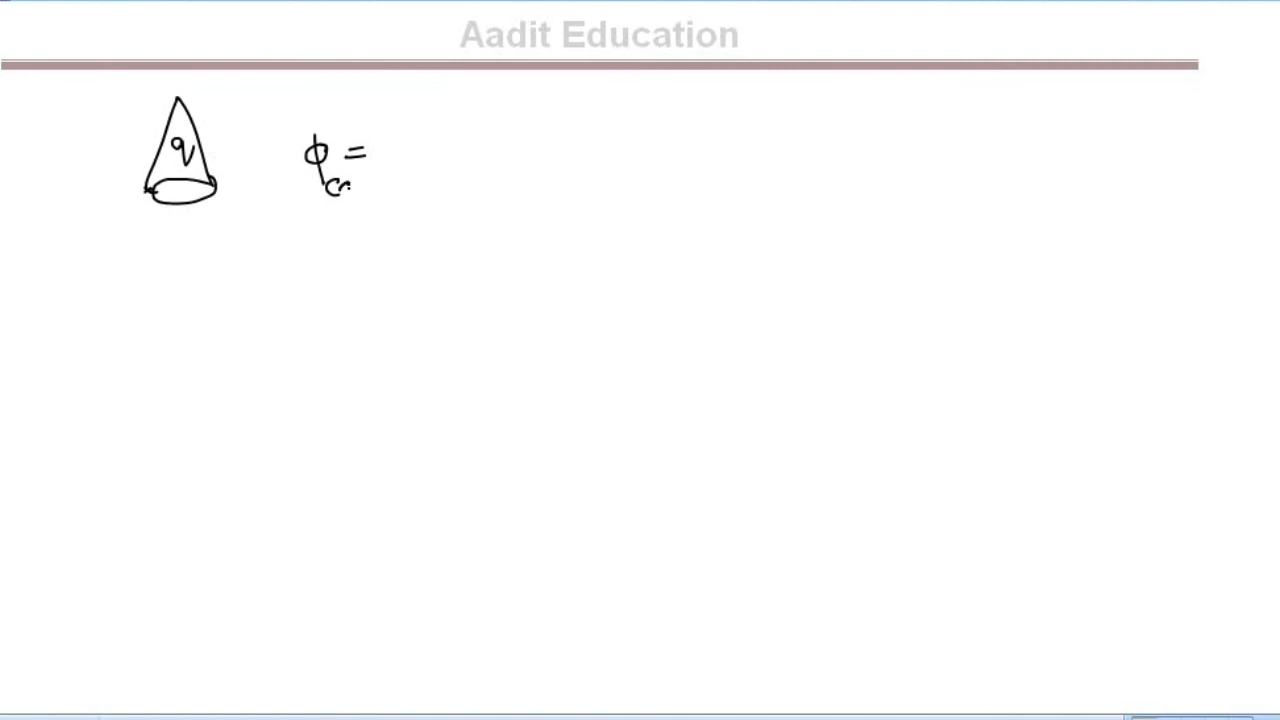 Aadit Education
q
ϕ =